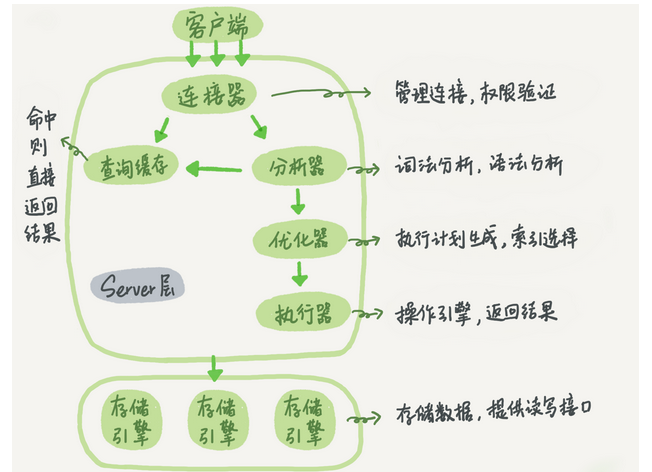 客户端
连接器
管理连接，权限验证
命中
则
直接
返回
结果
查询缓存
分析器
词法分析，语法分析
优化器
执行计划生成，索引选择
Server层
执行器
操作引擎，返回结果
存储
引擎
存储
引擎
存储
引擎
存储数据，提供读写接口